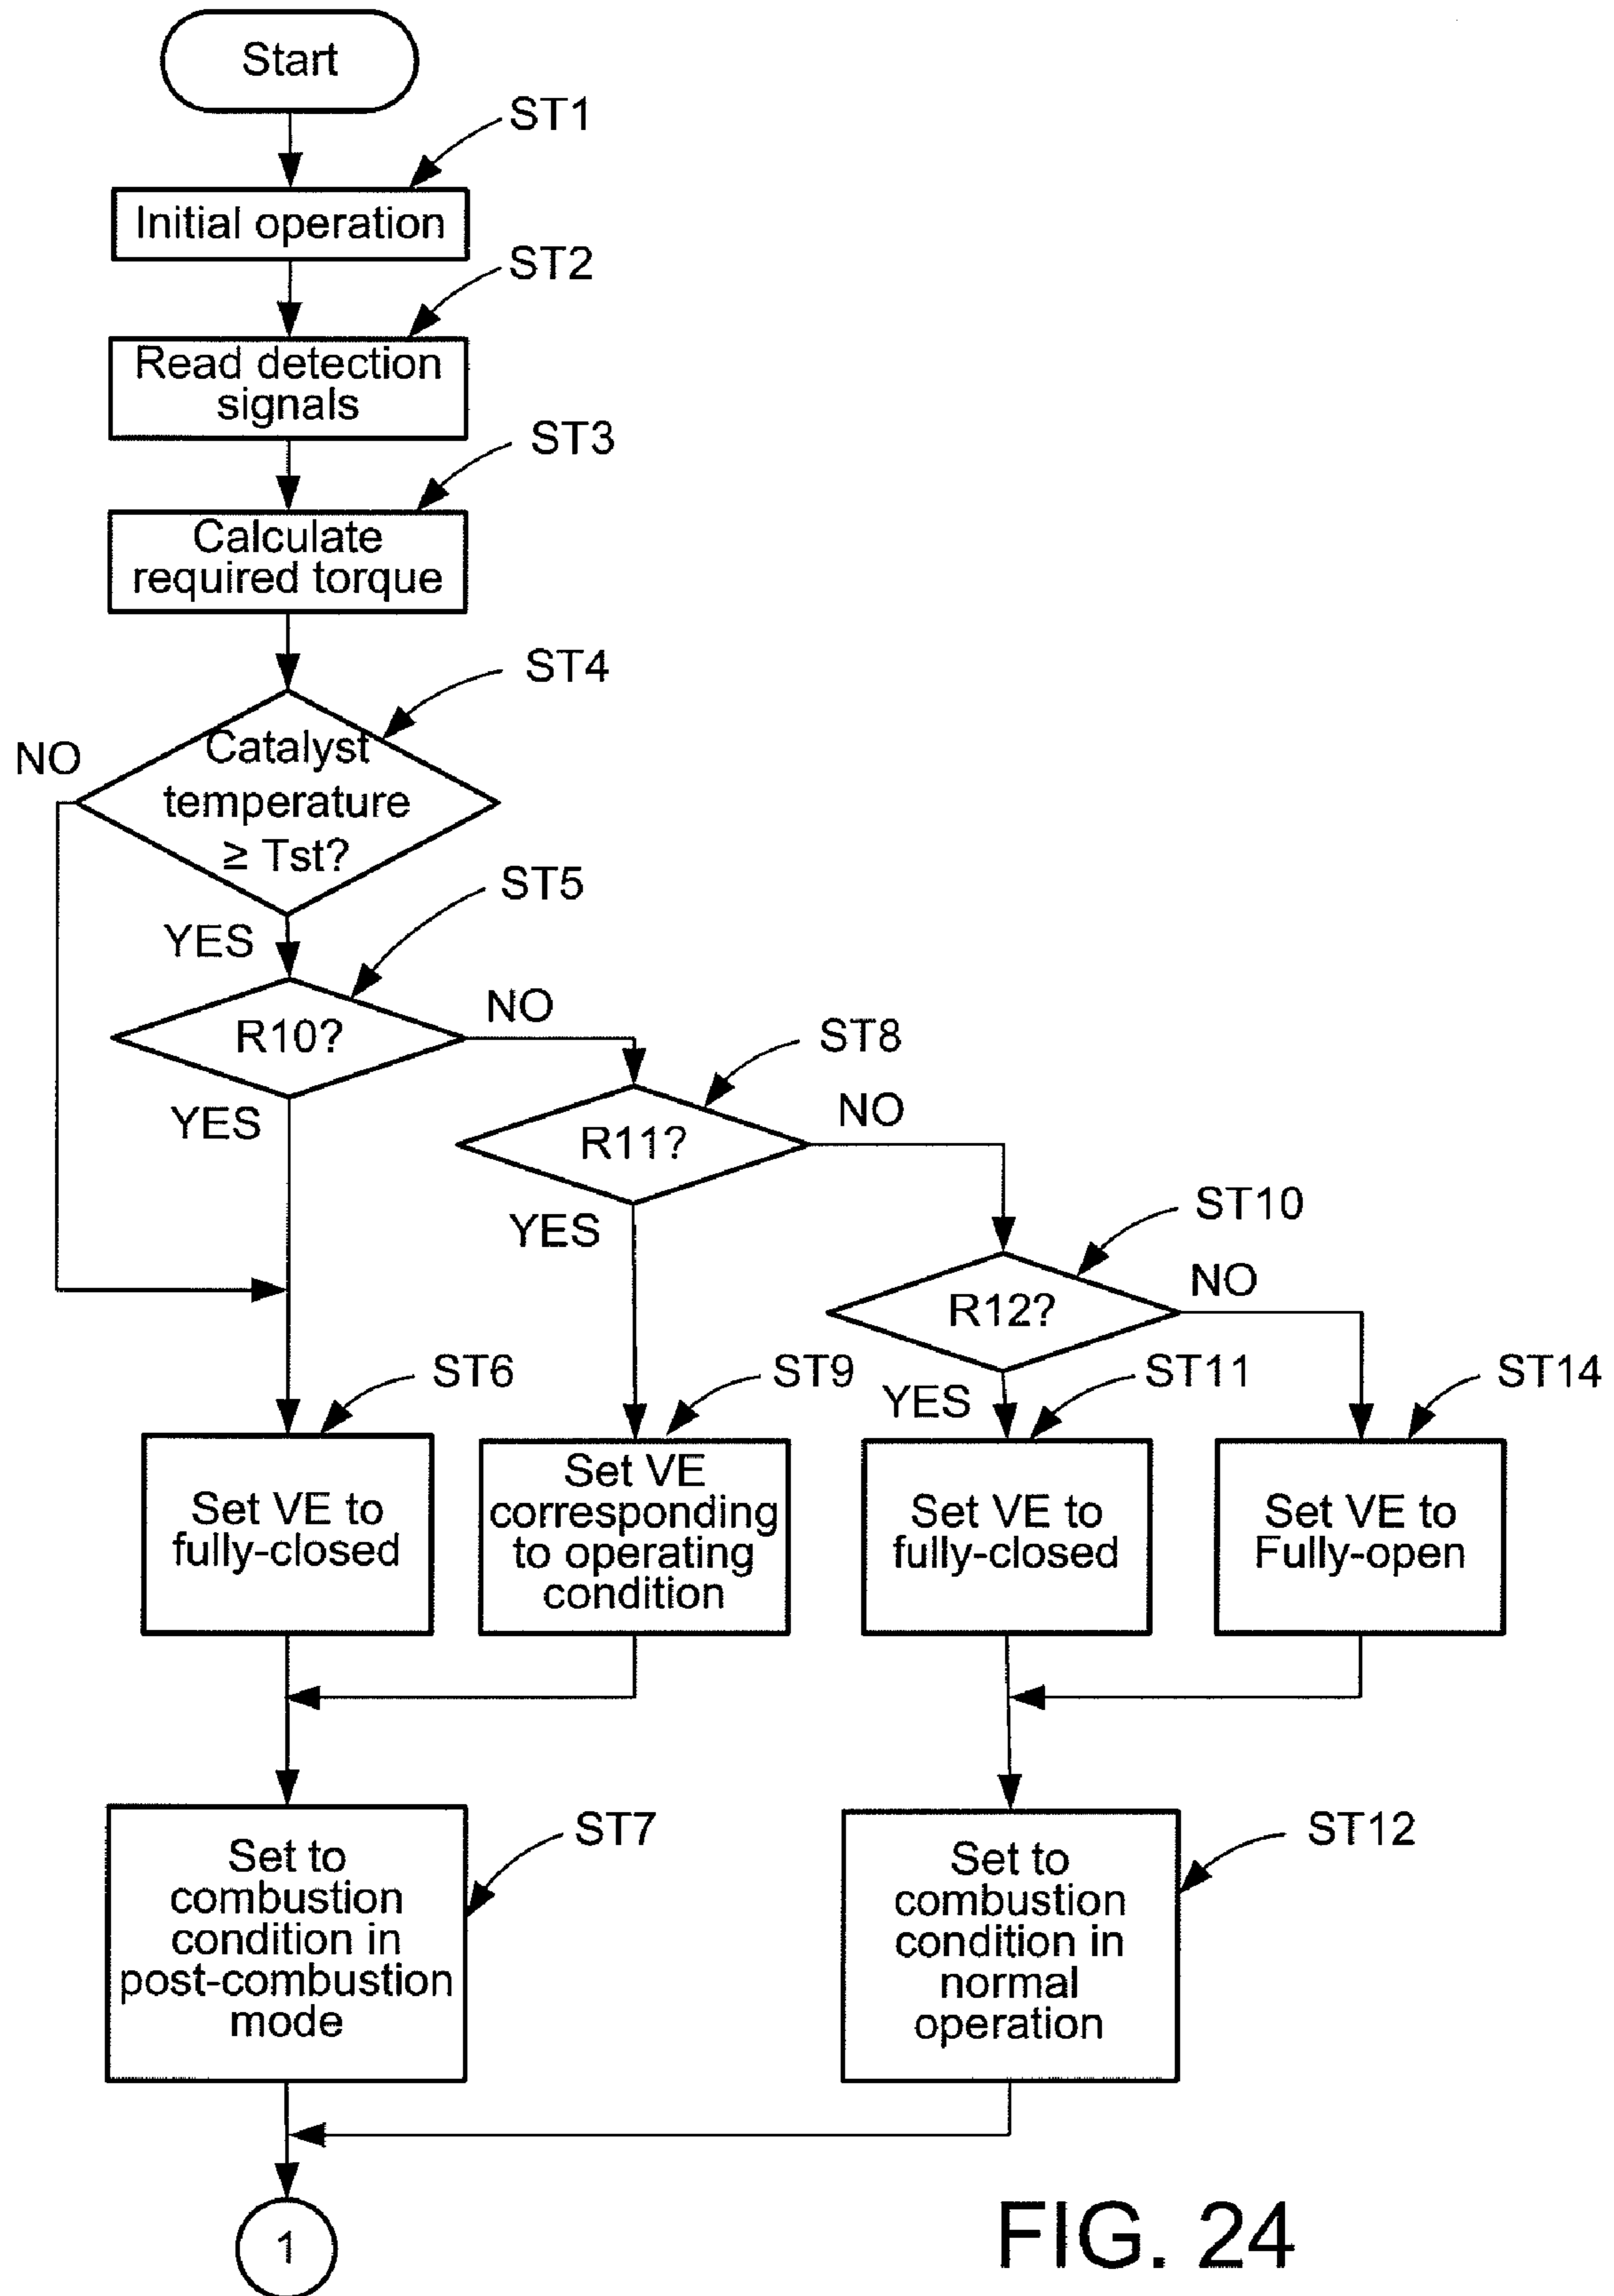 Start
ST1
Initial operation
ST2
Read detection
signals
ST3
Calculate
required torque
ST4
NO
Catalyst
temperature
≥ Tst?
ST5
YES
R10?
NO
ST8
YES
R11?
NO
ST10
YES
R12?
NO
ST6
ST9
YES
ST11
ST14
Set VE to
fully-closed
Set VE
corresponding
to operating
condition
Set VE to
fully-closed
Set VE to
Fully-open
ST7
Set to
combustion
condition in
post-combustion
mode
ST12
Set to
combustion
condition in
normal
operation
1
FIG. 24